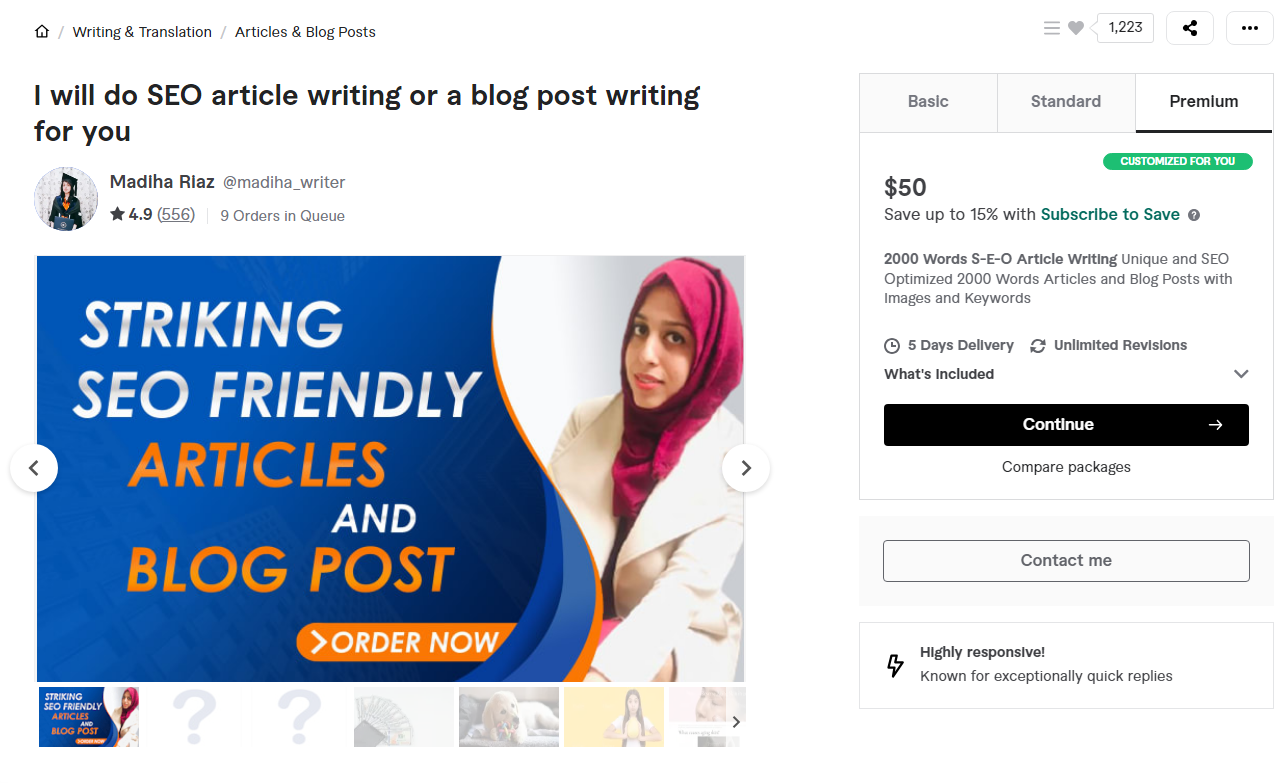 / Writing & Translation / Articles & Blog Posts
1,223
I will do SEO article writing or a blog post writing
for you
Madiha Riaz @madiha_writer
4.9 (556) 9 Orders in Queue
STRIKING
SEO FRIENDLY
ARTICLES
AND
BLOG POST
ORDER NOW
STRIKING
SEO FRIENDLY
ARTICLES
AND
BLOG POST
ORDER NOW
Basic Standard Premium
CUSTOMIZED FOR YOU
$50
Save up to 15% with Subscribe to Save ?
2000 Words S-E-O Article Writing Unique and SEO
Optimized 2000 Words Articles and Blog Posts with
Images and Keywords
5 Days Delivery Unlimited Revisions
What's Included
Continue
Compare packages
Contact me
Highly responsive!
Known for exceptionally quick replies